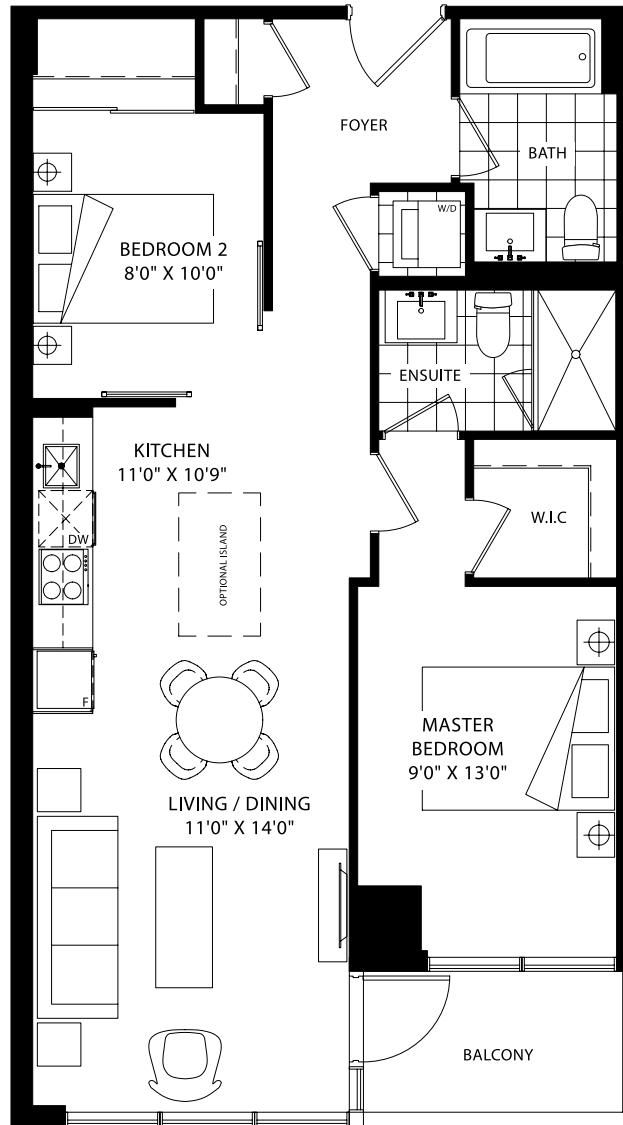 FOYER
BATH
W/D
BEDROOM 2
8'0" X 10'0"
ENSUITE
KITCHEN
11'0" X 10'9"
W.I.C
DW
OPTIONAL ISLAND
F
MASTER
BEDROOM
9'0" X 13'0"
LIVING / DINING
11'0" X 14'0"
BALCONY